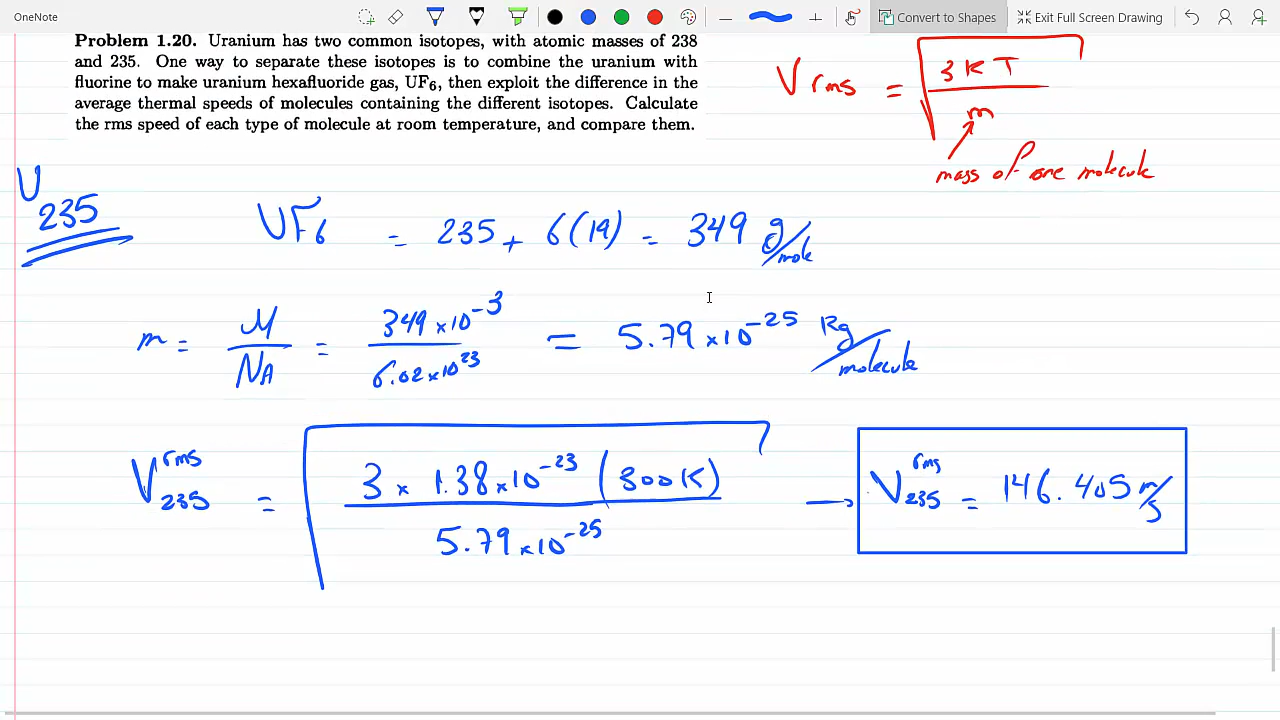 OneNote
Convert to Shapes
Exit Full Screen Drawing
Problem 1.20. Uranium has two common isotopes, with atomic masses of 238
and 235. One way to separate these isotopes is to combine the uranium with
fluorine to make uranium hexafluoride gas, UF₆, then exploit the difference in the
average thermal speeds of molecules containing the different isotopes. Calculate
the rms speed of each type of molecule at room temperature, and compare them.
Vrms = √(3KT/m)
mass of one molecule
U235
UF6 = 235 + 6(19) = 349 g/mole
m = M/NA = 349×10⁻³/6.02×10²³ = 5.79×10⁻²⁵ Kg/molecule
V235^rms = √(3 × 1.38×10⁻²³ (300K)/5.79×10⁻²⁵) → V235^rms = 146.405 m/s